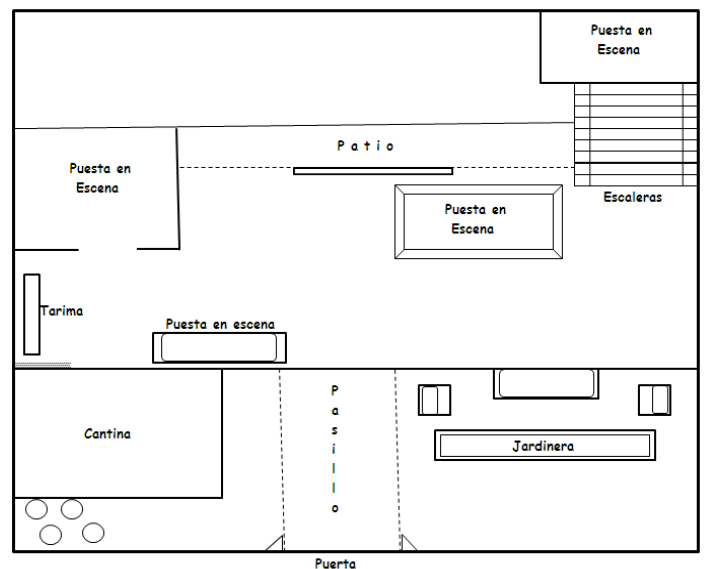 Puesta en
Escena
Patio
Puesta en
Escena
Escaleras
Puesta en
Escena
Tarima
Puesta en escena
Pasillo
Cantina
Jardinera
Puerta